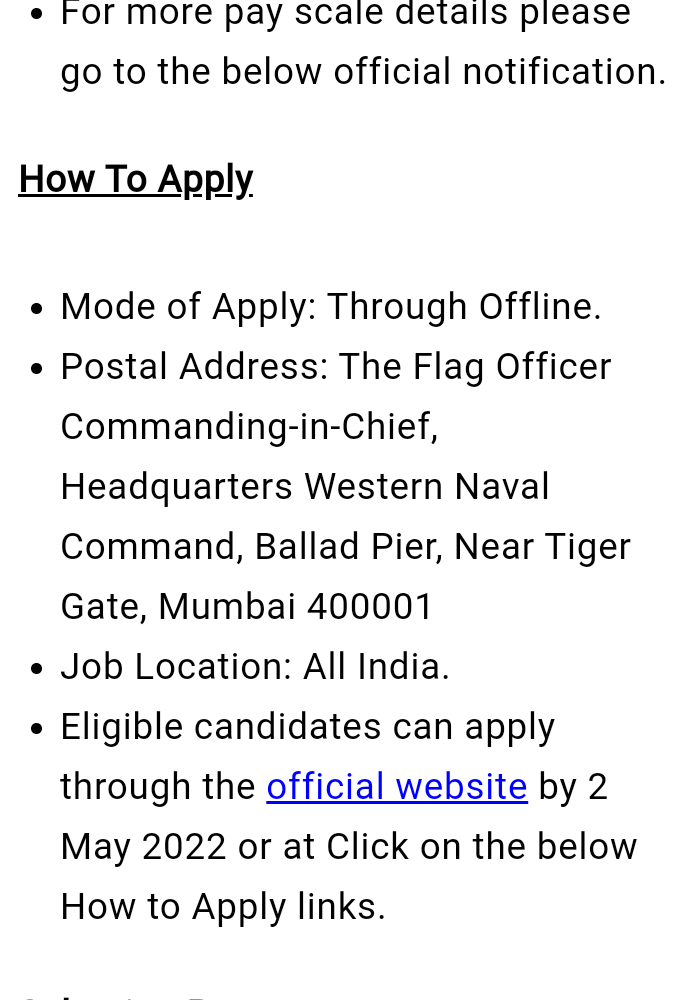 • For more pay scale details please
go to the below official notification.
How To Apply
• Mode of Apply: Through Offline.
• Postal Address: The Flag Officer
Commanding-in-Chief,
Headquarters Western Naval
Command, Ballad Pier, Near Tiger
Gate, Mumbai 400001
• Job Location: All India.
• Eligible candidates can apply
through the official website by 2
May 2022 or at Click on the below
How to Apply links.